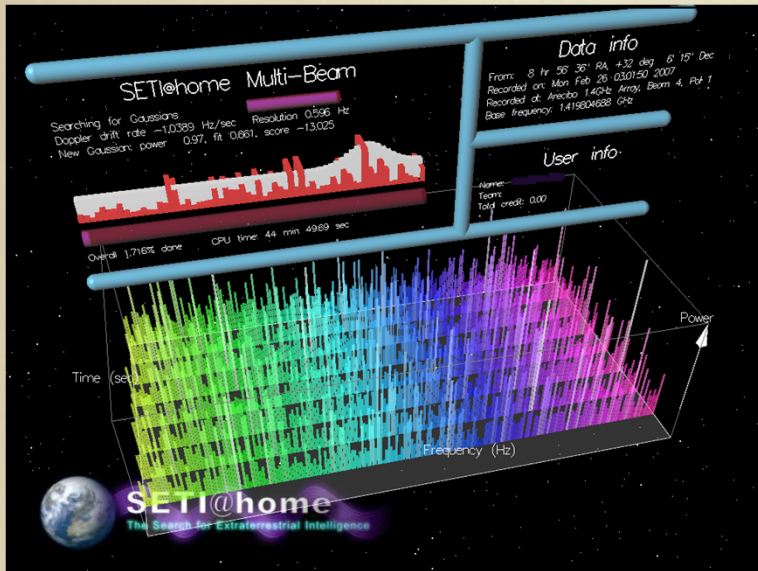 SETI@home Multi-Beam
Searching for Gaussians
Doppler drift rate -1.0389 Hz/sec Resolution 0.596 Hz
New Gaussian: power 0.97, fit 0.661, score -13.025
Overall 1.716% done CPU time: 44 min 49.69 sec
Data info
From: 8 hr 56' 36" RA, +32 deg 6' 15" Dec
Recorded on: Mon Feb 26 03:01:50 2007
Recorded at: Arecibo 1.4GHz Array, Beam 4, Pol 1
Base frequency: 1.419804688 GHz
User info
Name:
Team:
Total credit: 0.00
Power
Time (sec)
Frequency (Hz)
SETI@home
The Search for Extraterrestrial Intelligence